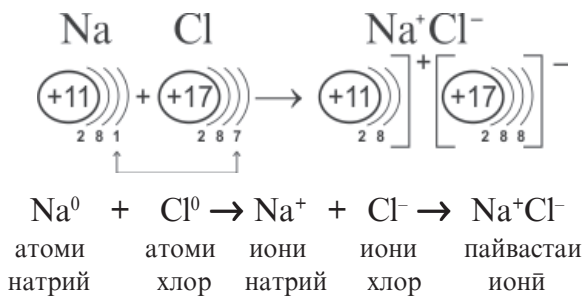 Na Cl Na⁺Cl⁻
+11 + +17 → +11 + +17 −
2 8 1 2 8 7 2 8 2 8 8
Na⁰ + Cl⁰ → Na⁺ + Cl⁻ → Na⁺Cl⁻
атоми атоми иони иони пайвастаи
натрий хлор натрий хлор ионӣ